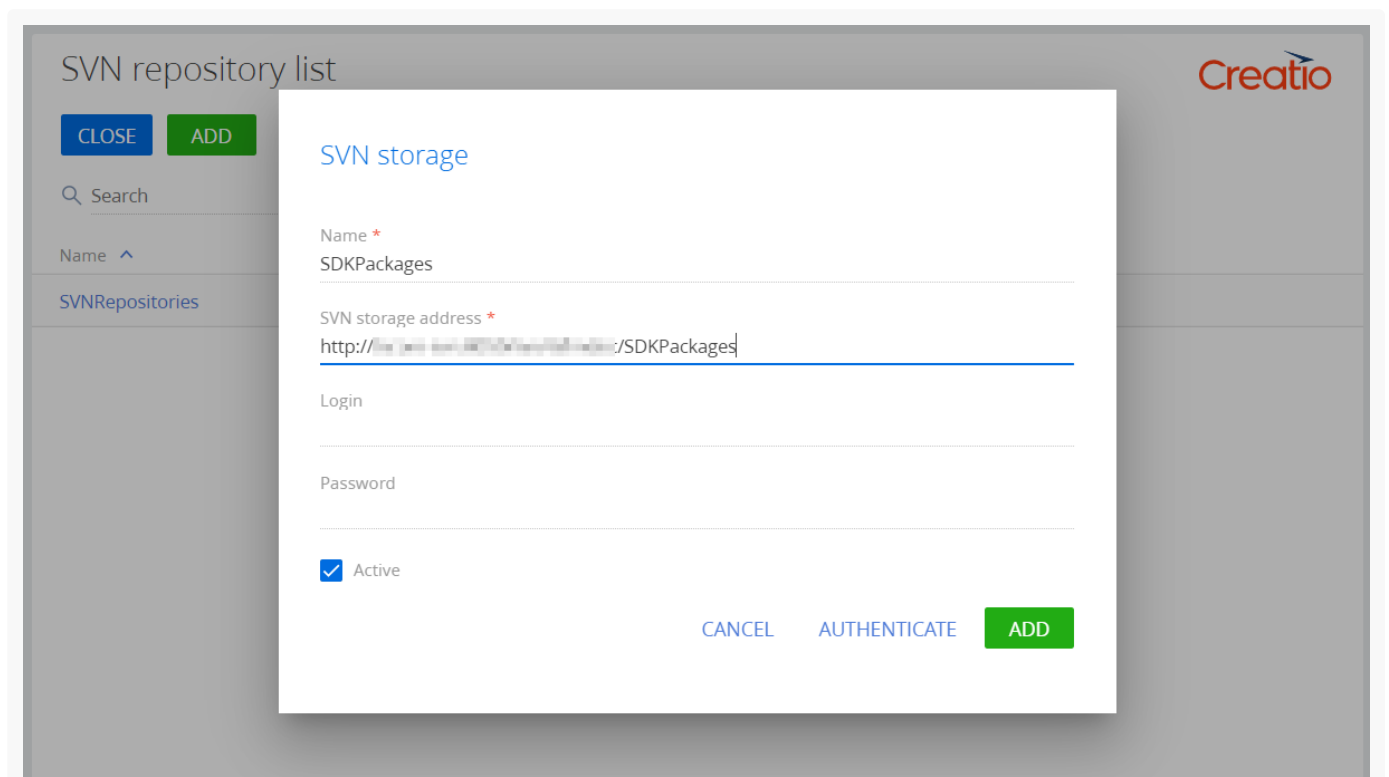 SVN repository list
Creatio
CLOSE ADD
Search
Name
SVNRepositories
SVN storage
Name *
SDKPackages
SVN storage address *
http:// /SDKPackages
Login
Password
Active
CANCEL AUTHENTICATE ADD